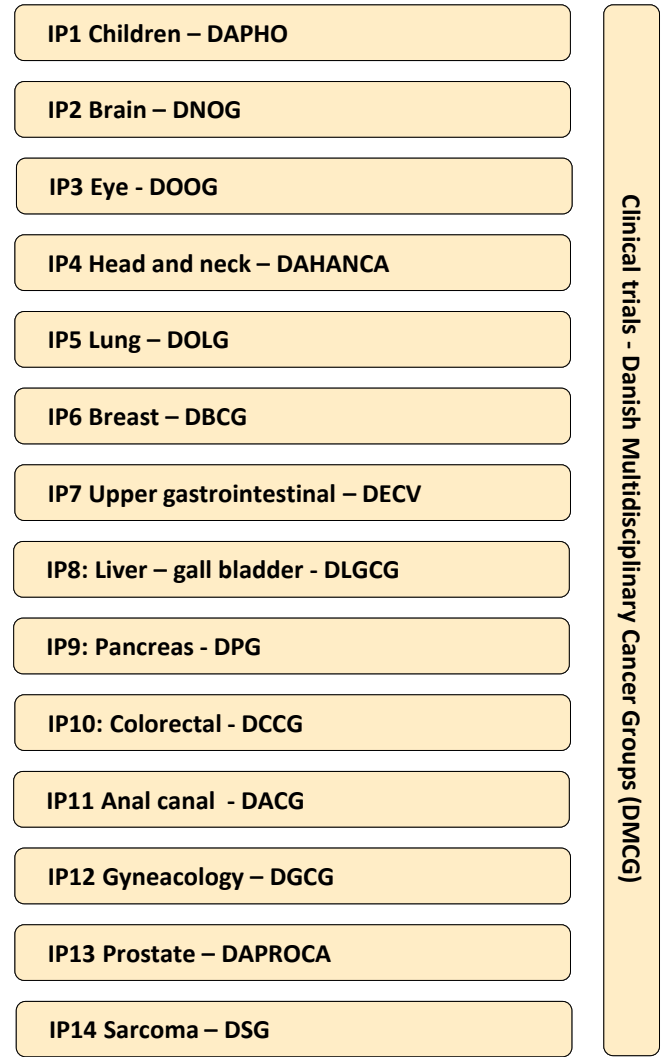 IP1 Children – DAPHO
IP2 Brain – DNOG
IP3 Eye - DOOG
IP4 Head and neck – DAHANCA
IP5 Lung – DOLG
IP6 Breast – DBCG
IP7 Upper gastrointestinal – DECV
IP8: Liver – gall bladder - DLGCG
IP9: Pancreas - DPG
IP10: Colorectal - DCCG
IP11 Anal canal  - DACG
IP12 Gyneacology – DGCG
IP13 Prostate – DAPROCA
IP14 Sarcoma – DSG
Clinical trials - Danish Multidisciplinary Cancer Groups (DMCG)